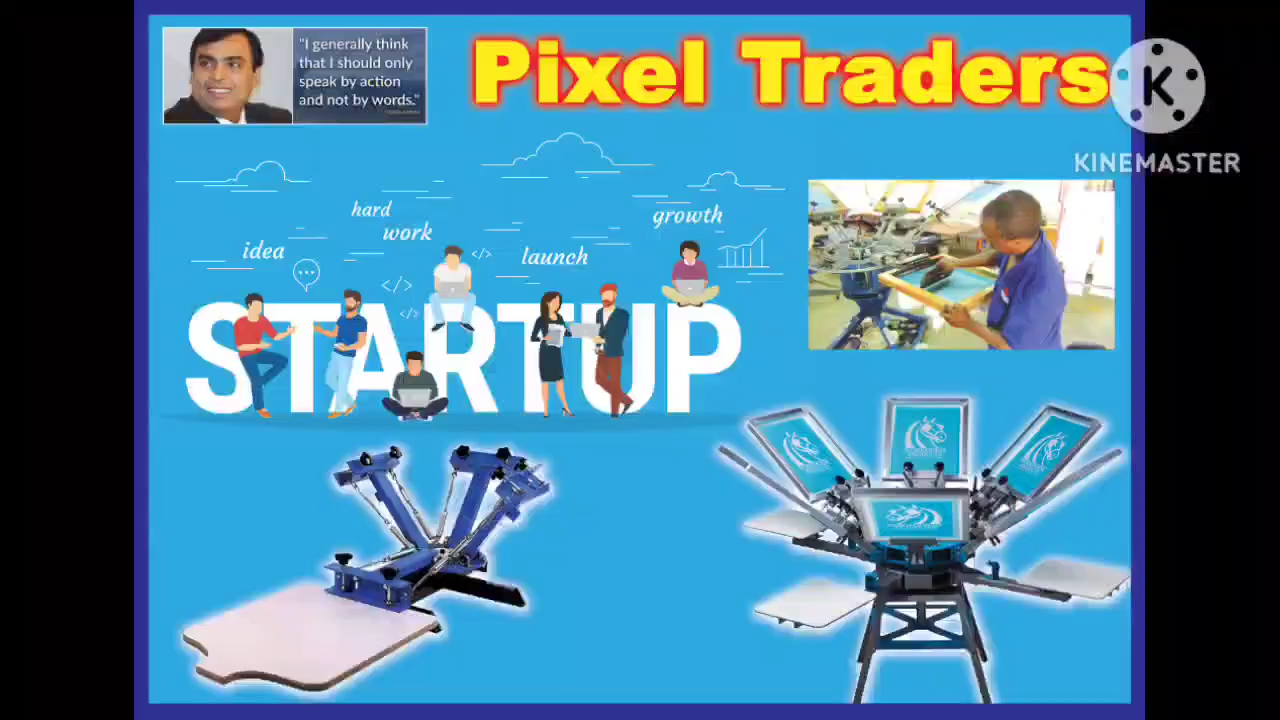 "I generally think
that I should only
speak by action
and not by words."
Pixel Traders
K
KINEMASTER
hard
work
growth
idea
launch
</>
</>
</>
STARTUP